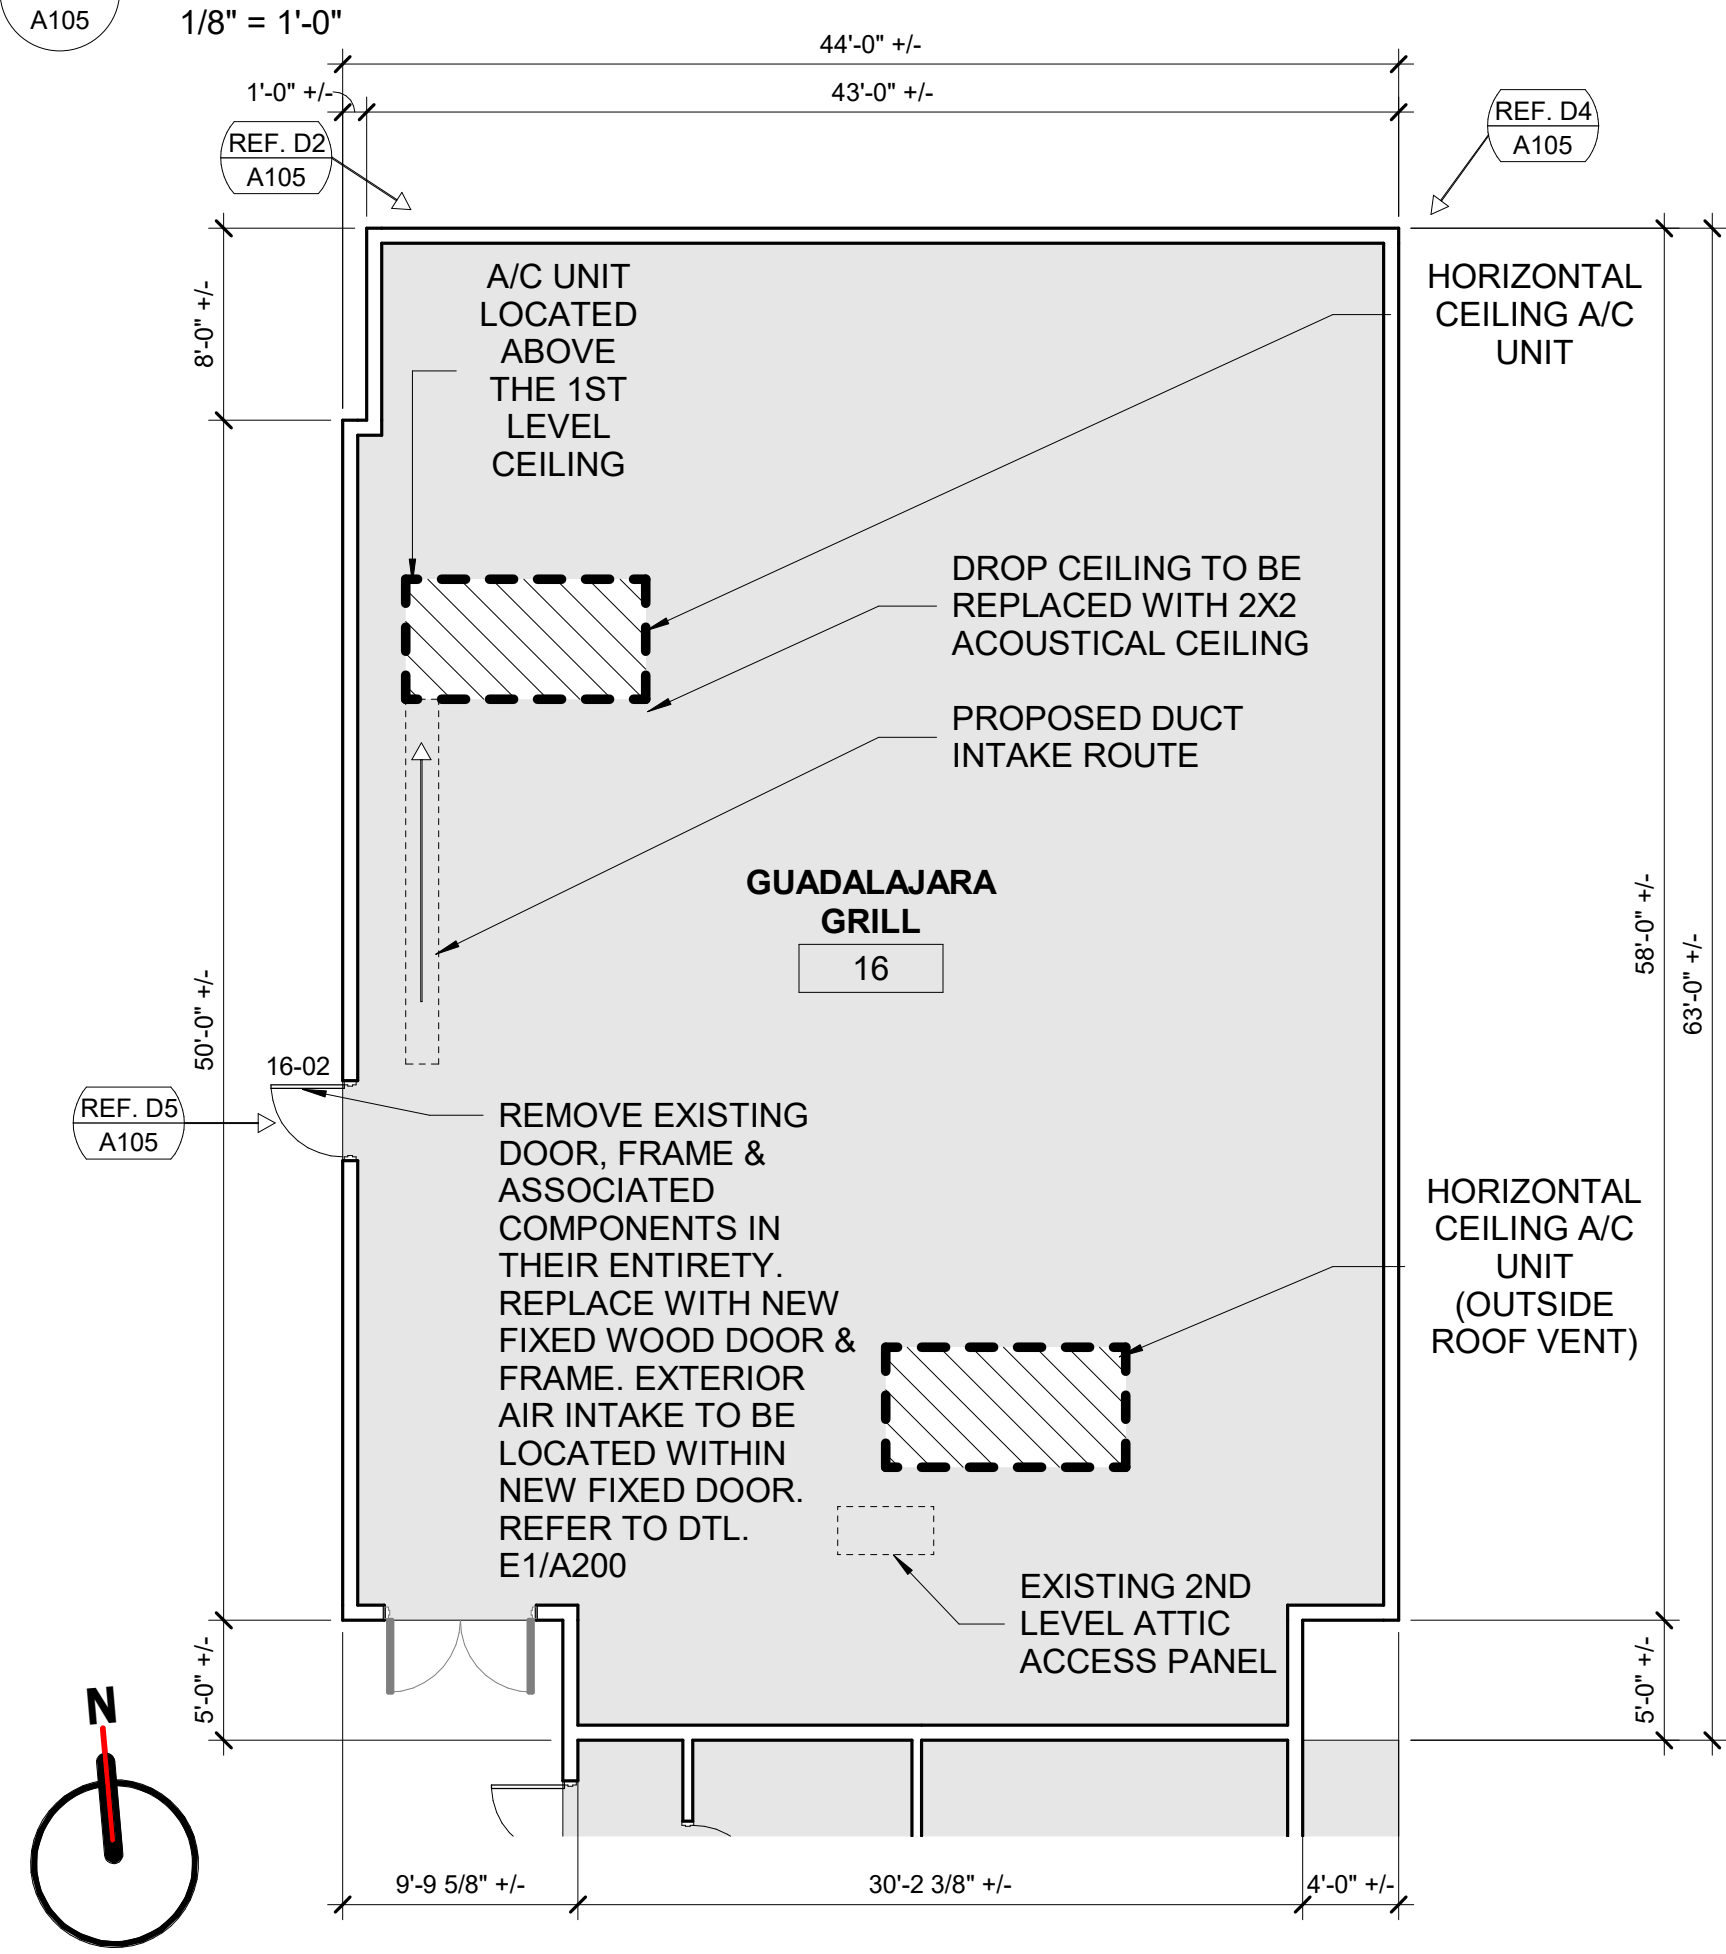 A105
1/8" = 1'-0"
44'-0" +/-
1'-0" +/-
43'-0" +/-
REF. D2
A105
REF. D4
A105
8'-0" +/-
A/C UNIT
LOCATED
ABOVE
THE 1ST
LEVEL
CEILING
HORIZONTAL
CEILING A/C
UNIT
DROP CEILING TO BE
REPLACED WITH 2X2
ACOUSTICAL CEILING
PROPOSED DUCT
INTAKE ROUTE
GUADALAJARA
GRILL
16
58'-0" +/-
63'-0" +/-
50'-0" +/-
16-02
REF. D5
A105
REMOVE EXISTING
DOOR, FRAME &
ASSOCIATED
COMPONENTS IN
THEIR ENTIRETY.
REPLACE WITH NEW
FIXED WOOD DOOR &
FRAME. EXTERIOR
AIR INTAKE TO BE
LOCATED WITHIN
NEW FIXED DOOR.
REFER TO DTL.
E1/A200
HORIZONTAL
CEILING A/C
UNIT
(OUTSIDE
ROOF VENT)
EXISTING 2ND
LEVEL ATTIC
ACCESS PANEL
5'-0" +/-
5'-0" +/-
N
9'-9 5/8" +/-
30'-2 3/8" +/-
4'-0" +/-